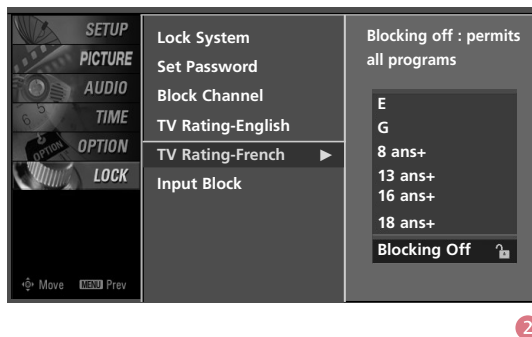 SETUP
PICTURE
AUDIO
TIME
OPTION
LOCK
Move MENU Prev
Lock System
Set Password
Block Channel
TV Rating-English
TV Rating-French
Input Block
Blocking off : permits
all programs
E
G
8 ans+
13 ans+
16 ans+
18 ans+
Blocking Off
2